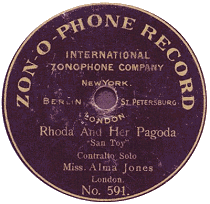 ZON-O-PHONE RECORD
INTERNATIONAL
ZONOPHONE COMPANY
NEW YORK.
BERLIN. ST. PETERSBURG.
LONDON
Rhoda And Her Pagoda
"San Toy"
Contralto Solo
Miss. Alma Jones
London.
No. 591.